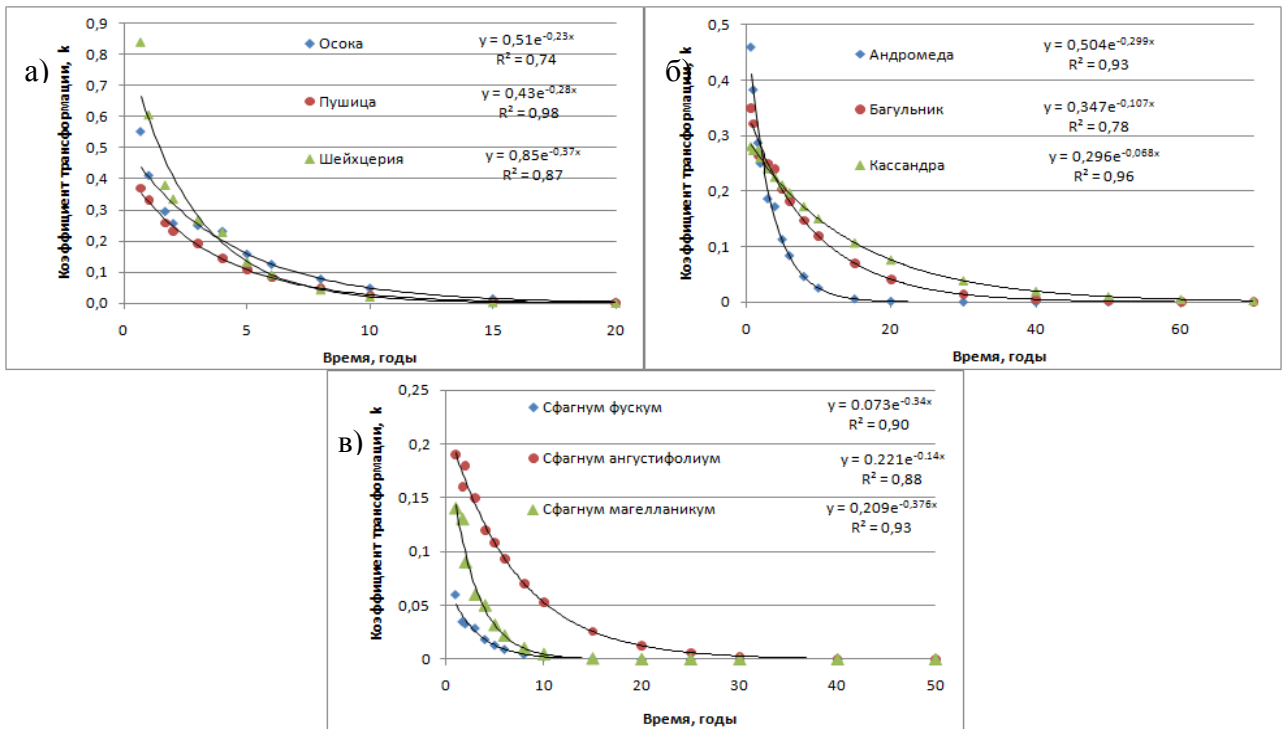 а)
Коэффициент трансформации, k
0,9
0,8
0,7
0,6
0,5
0,4
0,3
0,2
0,1
0,0
Осока
y = 0,51e^-0,23x
R² = 0,74
Пушица
y = 0,43e^-0,28x
R² = 0,98
Шейхцерия
y = 0,85e^-0,37x
R² = 0,87
0 5 10 15 20
Время, годы
б)
Коэффициент трансформации, k
0,5
0,4
0,3
0,2
0,1
0
Андромеда
y = 0,504e^-0,299x
R² = 0,93
Багульник
y = 0,347e^-0,107x
R² = 0,78
Кассандра
y = 0,296e^-0,068x
R² = 0,96
0 20 40 60
Время, годы
в)
Коэффициент трансформации, k
0,25
0,2
0,15
0,1
0,05
0
Сфагнум фускум
y = 0.073e^-0.34x
R² = 0,90
Сфагнум ангустифолиум
y = 0.221e^-0.14x
R² = 0,88
Сфагнум магелланикум
y = 0,209e^-0,376x
R² = 0,93
0 10 20 30 40 50
Время, годы